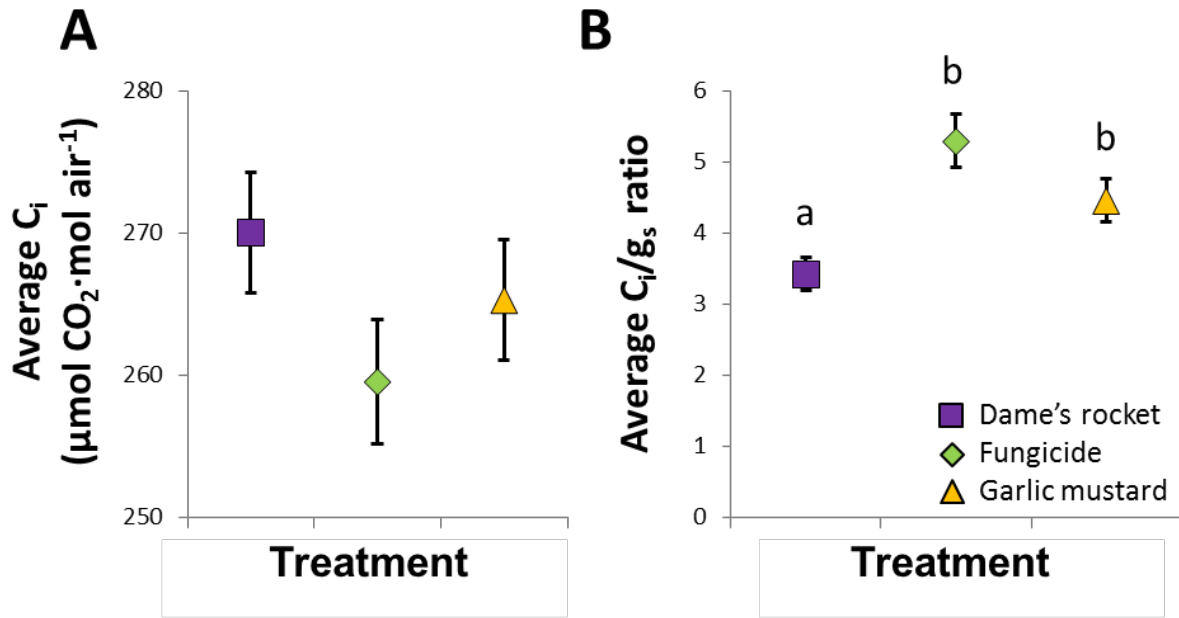 A
Average Cᵢ
(µmol CO₂·mol air⁻¹)
280
270
260
250
Treatment
B
Average Cᵢ/gₛ ratio
6
5
4
3
2
1
0
a
b
b
Dame’s rocket
Fungicide
Garlic mustard
Treatment